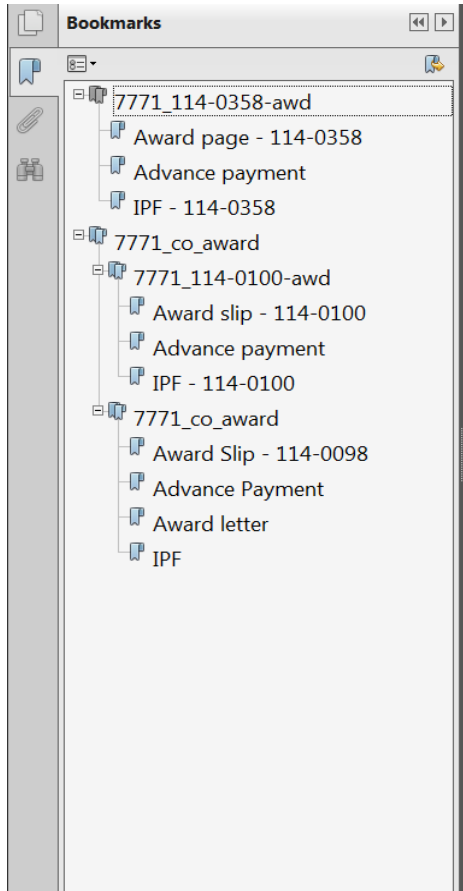 Bookmarks
7771_114-0358-awd
Award page - 114-0358
Advance payment
IPF - 114-0358
7771_co_award
7771_114-0100-awd
Award slip - 114-0100
Advance payment
IPF - 114-0100
7771_co_award
Award Slip - 114-0098
Advance Payment
Award letter
IPF